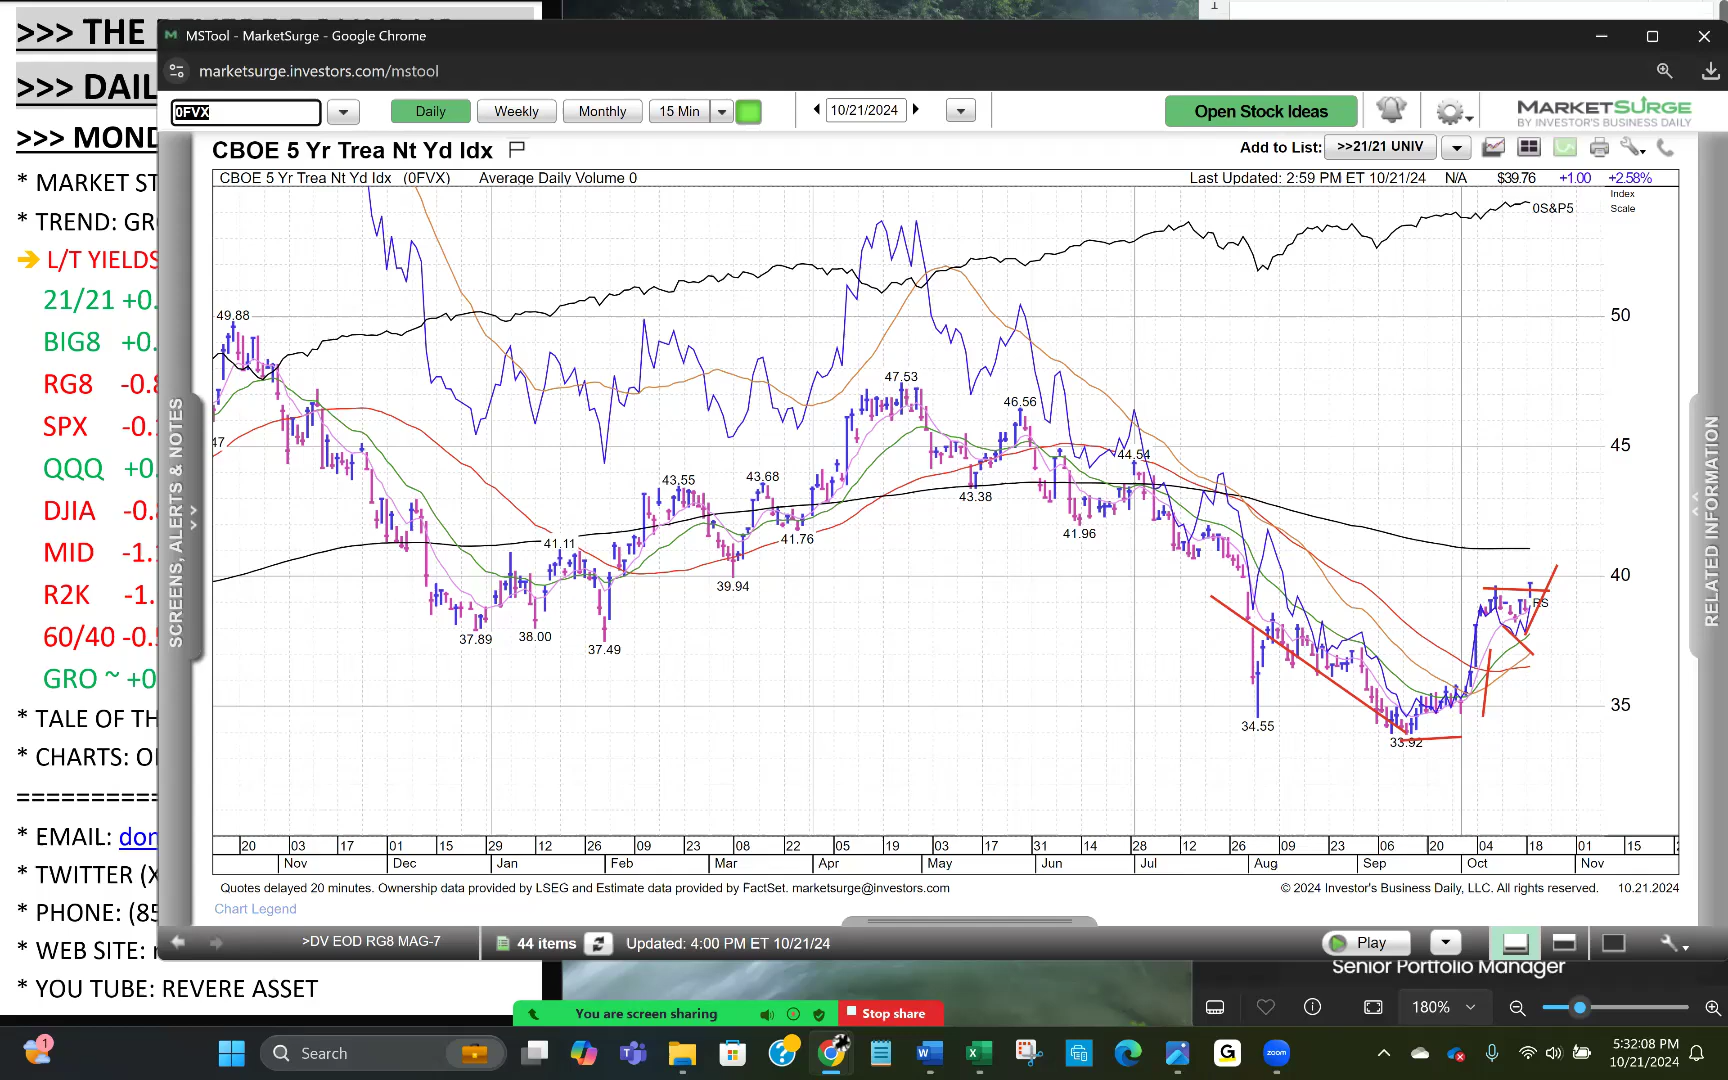 >>> THE
MSTool - MarketSurge - Google Chrome
1
marketsurge.investors.com/mstool
>>> DAIL
0FVX
Daily
Weekly
Monthly
15 Min
10/21/2024
Open Stock Ideas
MARKETSURGE
BY INVESTOR'S BUSINESS DAILY
>>> MOND
CBOE 5 Yr Trea Nt Yd Idx
Add to List:
>>21/21 UNIV
CBOE 5 Yr Trea Nt Yd Idx (0FVX) Average Daily Volume 0
Last Updated: 2:59 PM ET 10/21/24 N/A $39.76 +1.00 +2.58%
Index
Scale
0S&P5
* MARKET ST
* TREND: GR
L/T YIELDS
21/21 +0.
BIG8 +0.
RG8 -0.8
SPX -0.
QQQ +0.
DJIA -0.8
MID -1.
R2K -1.
60/40 -0.5
GRO ~ +0
* TALE OF TH
* CHARTS: O
* EMAIL: don
* TWITTER (X
* PHONE: (85
* WEB SITE: r
* YOU TUBE: REVERE ASSET
SCREENS, ALERTS & NOTES
RELATED INFORMATION
49.88
47
37.89
41.11
38.00
37.49
43.55
39.94
43.68
41.76
47.53
43.38
46.56
41.96
44.54
34.55
33.92
RS
50
45
40
35
20 03 17 01 15 29 12 26 09 23 08 22 05 19 03 17 31 14 28 12 26 09 23 06 20 04 18 01 15
Nov Dec Jan Feb Mar Apr May Jun Jul Aug Sep Oct Nov
Quotes delayed 20 minutes. Ownership data provided by LSEG and Estimate data provided by FactSet. marketsurge@investors.com
© 2024 Investor's Business Daily, LLC. All rights reserved.
10.21.2024
Chart Legend
>DV EOD RG8 MAG-7
44 items
Updated: 4:00 PM ET 10/21/24
Play
Senior Portfolio Manager
180%
You are screen sharing
Stop share
1
Search
zoom
5:32:08 PM
10/21/2024